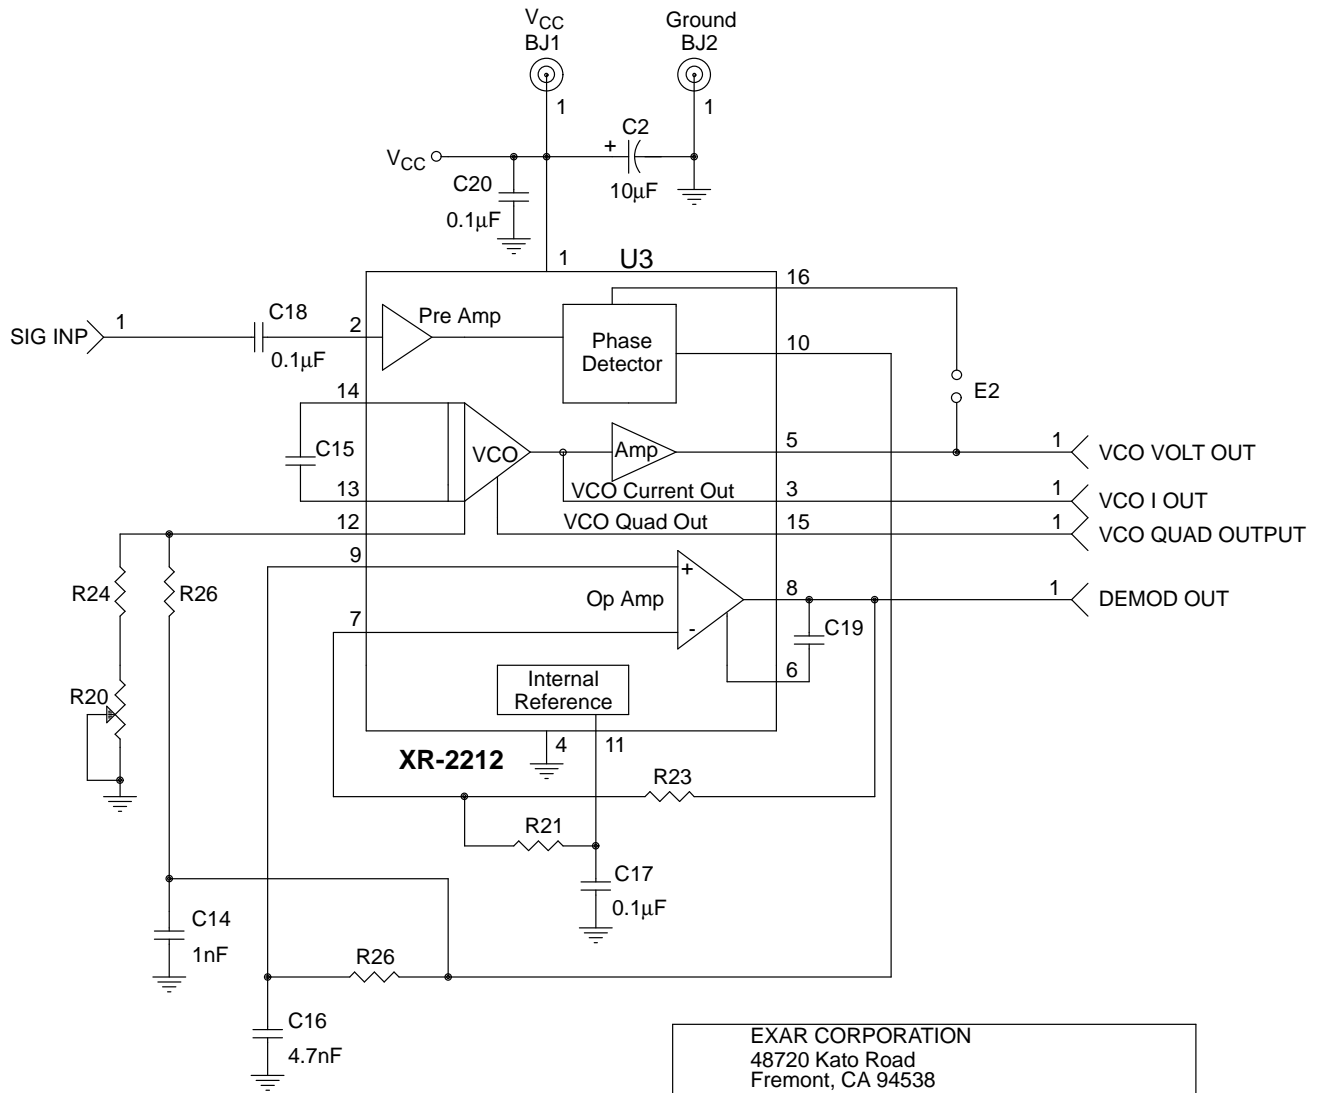 V_CC
BJ1
Ground
BJ2
1
1
C2
+
10µF
V_CC
C20
0.1µF
1
U3
16
SIG INP
1
C18
0.1µF
2
Pre Amp
Phase
Detector
10
E2
14
C15
13
VCO
Amp
5
1
VCO VOLT OUT
VCO Current Out
3
1
VCO I OUT
12
VCO Quad Out
15
1
VCO QUAD OUTPUT
9
R24
R26
+
Op Amp
-
8
1
DEMOD OUT
7
C19
6
R20
Internal
Reference
4
11
XR-2212
R23
R21
C17
0.1µF
C14
1nF
R26
C16
4.7nF
EXAR CORPORATION
48720 Kato Road
Fremont, CA 94538